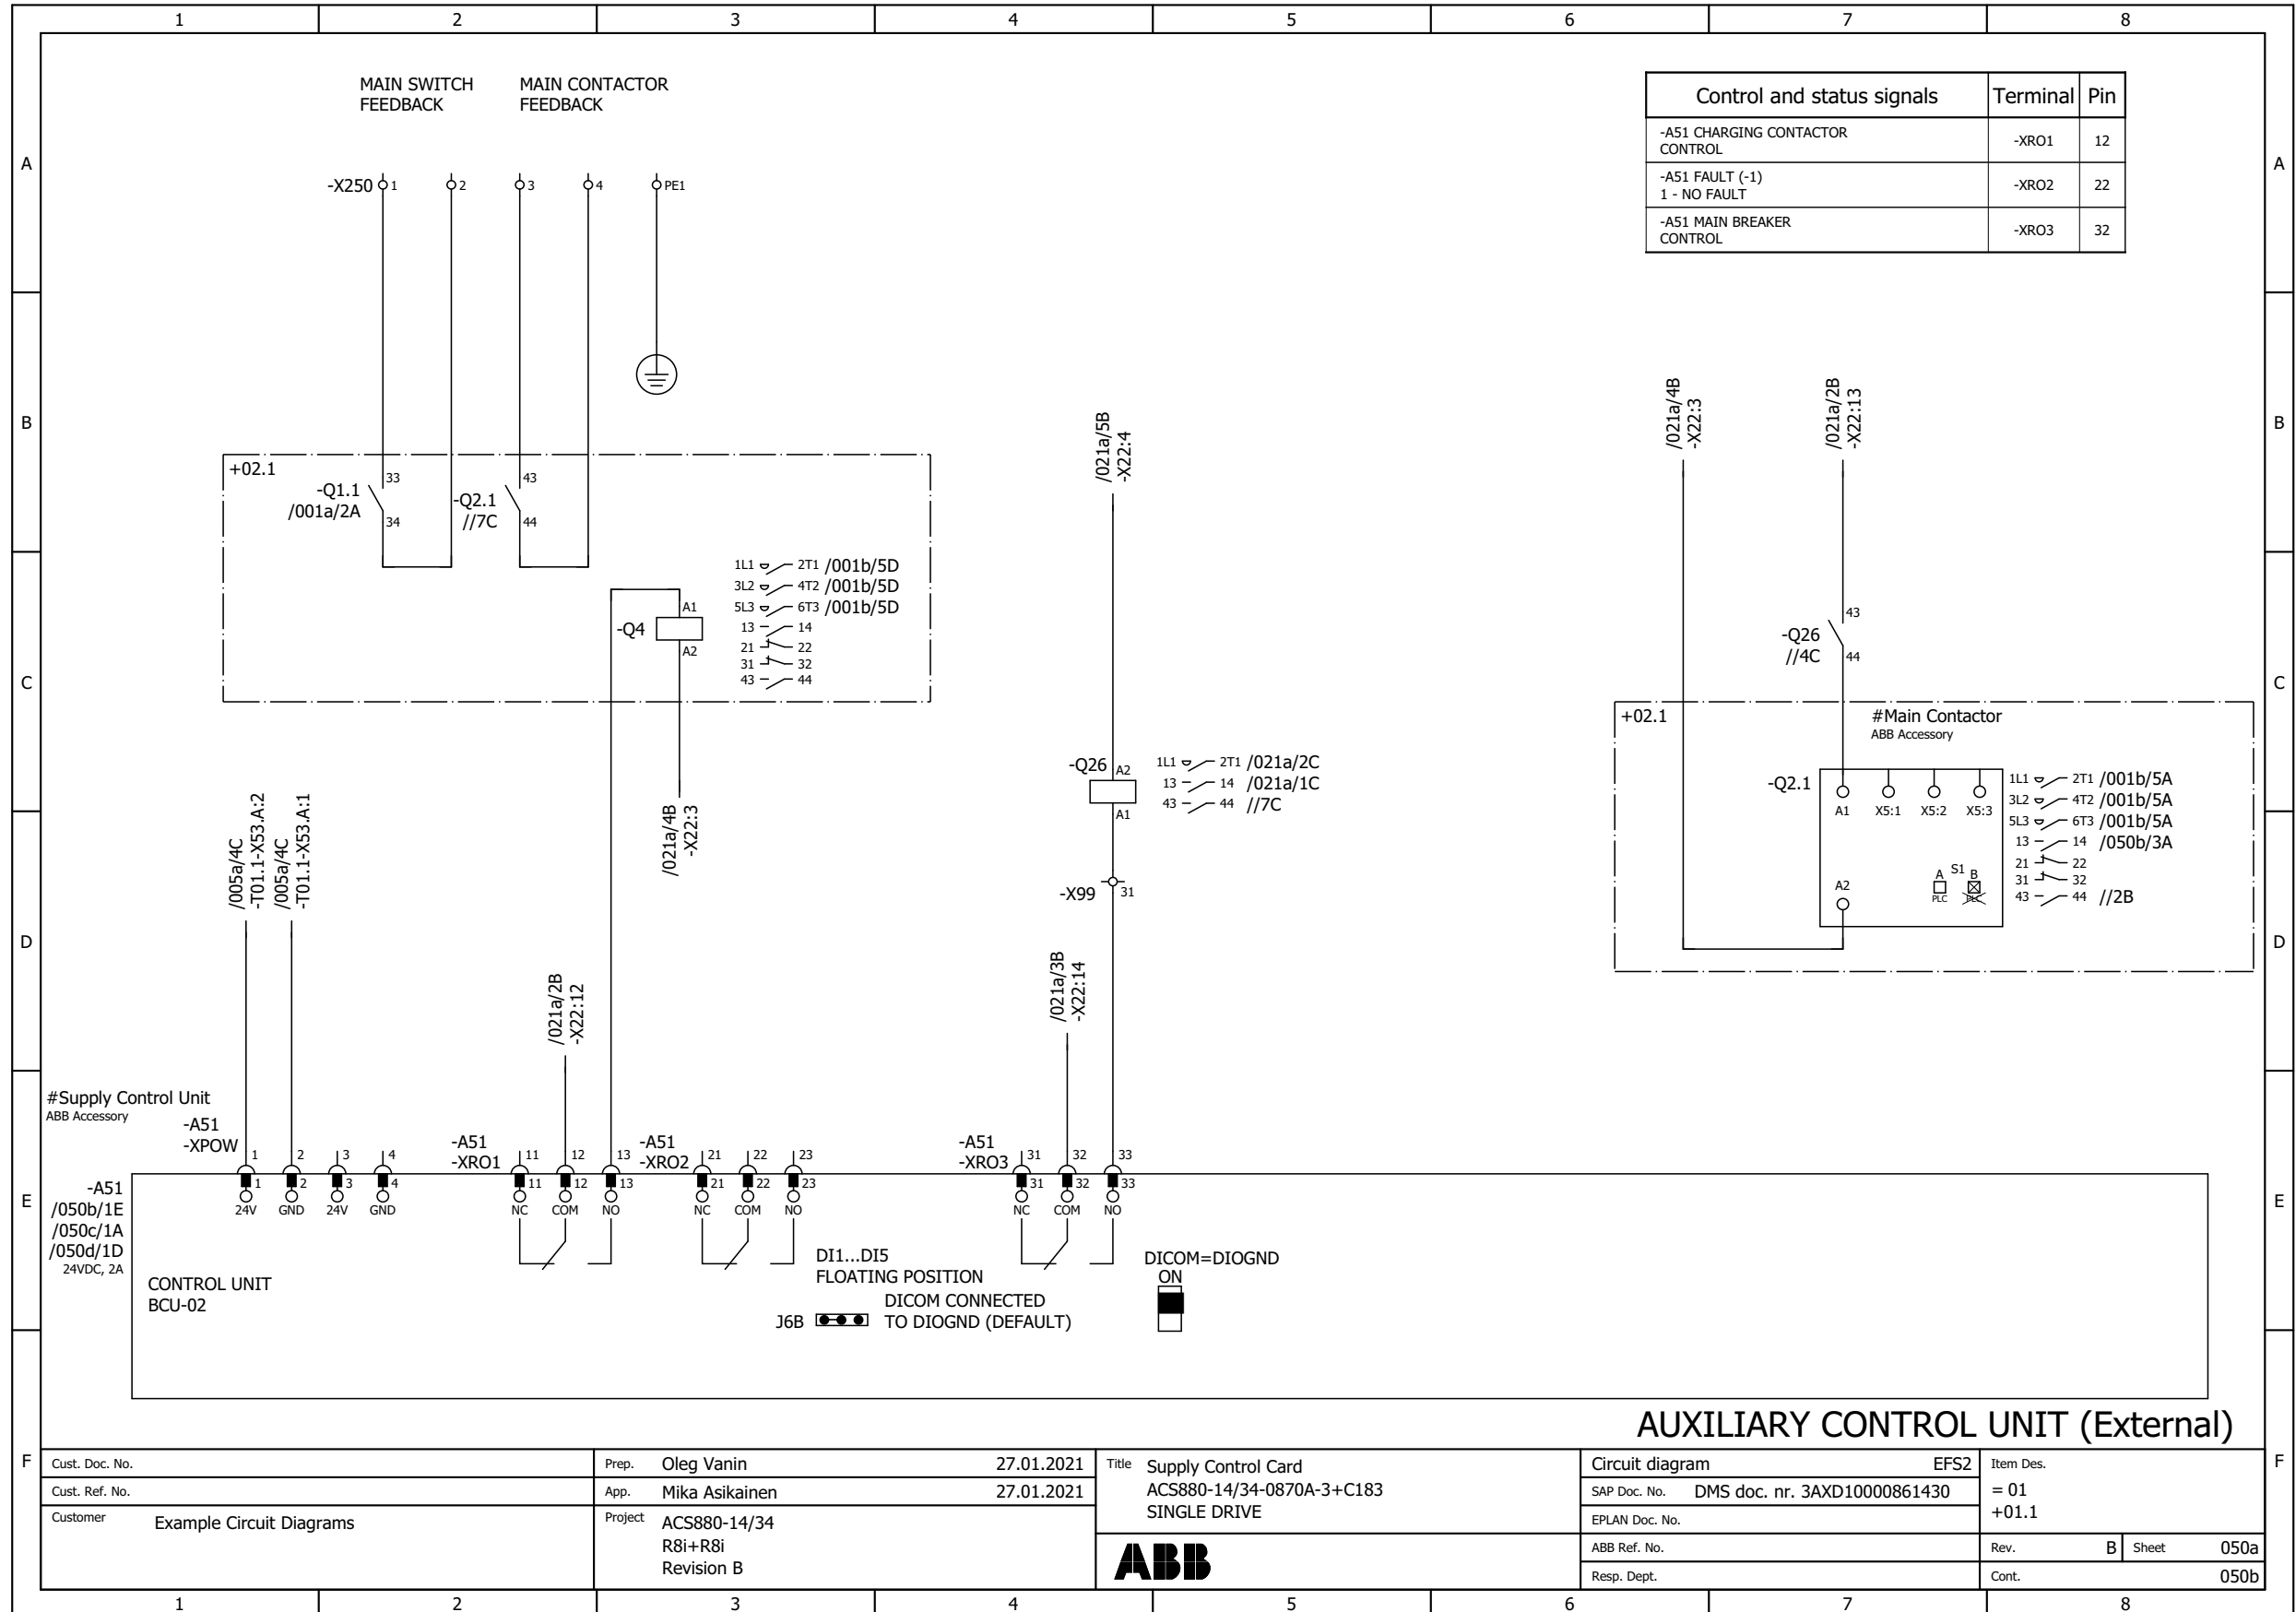 1 2 3 4 5 6 7 8
A
B
C
D
E
F
A
B
C
D
E
F
MAIN SWITCH
FEEDBACK
MAIN CONTACTOR
FEEDBACK
-X250 1 2 3 4 PE1
Control and status signals Terminal Pin
-A51 CHARGING CONTACTOR
CONTROL
-XRO1 12
-A51 FAULT (-1)
1 - NO FAULT
-XRO2 22
-A51 MAIN BREAKER
CONTROL
-XRO3 32
+02.1
-Q1.1
/001a/2A
33
34
-Q2.1
//7C
43
44
-Q4
A1
A2
1L1 2T1 /001b/5D
3L2 4T2 /001b/5D
5L3 6T3 /001b/5D
13 14
21 22
31 32
43 44
/021a/4B
-X22:3
/021a/5B
-X22:4
-Q26
A2
A1
1L1 2T1 /021a/2C
13 14 /021a/1C
43 44 //7C
-X99 31
/021a/4B
-X22:3
/021a/2B
-X22:13
-Q26
//4C
43
44
+02.1
#Main Contactor
ABB Accessory
-Q2.1
A1 X5:1 X5:2 X5:3
A2
A S1 B
PLC PLC
1L1 2T1 /001b/5A
3L2 4T2 /001b/5A
5L3 6T3 /001b/5A
13 14 /050b/3A
21 22
31 32
43 44 //2B
/005a/4C
-T01.1-X53.A:2
/005a/4C
-T01.1-X53.A:1
/021a/2B
-X22:12
/021a/3B
-X22:14
#Supply Control Unit
ABB Accessory
-A51
-XPOW
1 2 3 4
1 2 3 4
24V GND 24V GND
-A51
-XRO1
11 12 13
11 12 13
NC COM NO
-A51
-XRO2
21 22 23
21 22 23
NC COM NO
-A51
-XRO3
31 32 33
31 32 33
NC COM NO
-A51
/050b/1E
/050c/1A
/050d/1D
24VDC, 2A
CONTROL UNIT
BCU-02
DI1...DI5
FLOATING POSITION
J6B
DICOM CONNECTED
TO DIOGND (DEFAULT)
DICOM=DIOGND
ON
AUXILIARY CONTROL UNIT (External)
Cust. Doc. No.
Cust. Ref. No.
Customer Example Circuit Diagrams
Prep. Oleg Vanin 27.01.2021
App. Mika Asikainen 27.01.2021
Project ACS880-14/34
R8i+R8i
Revision B
Title Supply Control Card
ACS880-14/34-0870A-3+C183
SINGLE DRIVE
ABB
Circuit diagram EFS2
SAP Doc. No. DMS doc. nr. 3AXD10000861430
EPLAN Doc. No.
ABB Ref. No.
Resp. Dept.
Item Des.
= 01
+01.1
Rev. B Sheet 050a
Cont. 050b
1 2 3 4 5 6 7 8